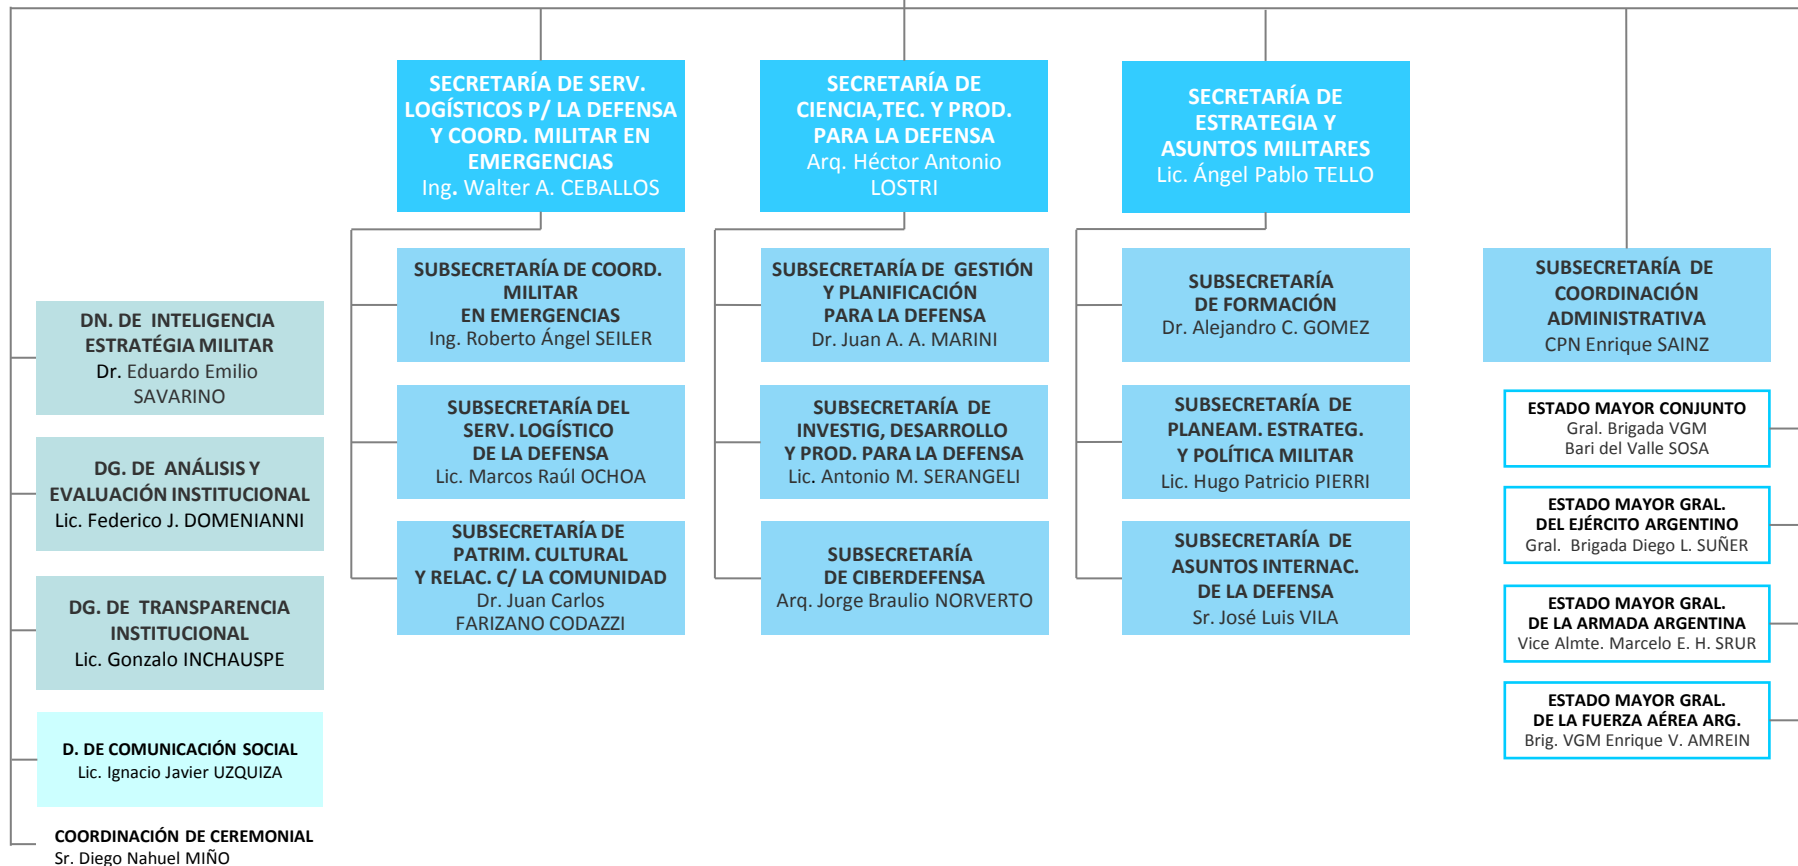 SECRETARÍA DE SERV.
LOGÍSTICOS P/ LA DEFENSA
Y COORD. MILITAR EN
EMERGENCIAS
Ing. Walter A. CEBALLOS
SECRETARÍA DE
CIENCIA,TEC. Y PROD.
PARA LA DEFENSA
Arq. Héctor Antonio
LOSTRI
SECRETARÍA DE
ESTRATEGIA Y
ASUNTOS MILITARES
Lic. Ángel Pablo TELLO
DN. DE INTELIGENCIA
ESTRATÉGIA MILITAR
Dr. Eduardo Emilio
SAVARINO
DG. DE ANÁLISIS Y
EVALUACIÓN INSTITUCIONAL
Lic. Federico J. DOMENIANNI
DG. DE TRANSPARENCIA
INSTITUCIONAL
Lic. Gonzalo INCHAUSPE
D. DE COMUNICACIÓN SOCIAL
Lic. Ignacio Javier UZQUIZA
COORDINACIÓN DE CEREMONIAL
Sr. Diego Nahuel MIÑO
SUBSECRETARÍA DE COORD.
MILITAR
EN EMERGENCIAS
Ing. Roberto Ángel SEILER
SUBSECRETARÍA DEL
SERV. LOGÍSTICO
DE LA DEFENSA
Lic. Marcos Raúl OCHOA
SUBSECRETARÍA DE
PATRIM. CULTURAL
Y RELAC. C/ LA COMUNIDAD
Dr. Juan Carlos
FARIZANO CODAZZI
SUBSECRETARÍA DE GESTIÓN
Y PLANIFICACIÓN
PARA LA DEFENSA
Dr. Juan A. A. MARINI
SUBSECRETARÍA DE
INVESTIG, DESARROLLO
Y PROD. PARA LA DEFENSA
Lic. Antonio M. SERANGELI
SUBSECRETARÍA
DE CIBERDEFENSA
Arq. Jorge Braulio NORVERTO
SUBSECRETARÍA
DE FORMACIÓN
Dr. Alejandro C. GOMEZ
SUBSECRETARÍA DE
PLANEAM. ESTRATEG.
Y POLÍTICA MILITAR
Lic. Hugo Patricio PIERRI
SUBSECRETARÍA DE
ASUNTOS INTERNAC.
DE LA DEFENSA
Sr. José Luis VILA
SUBSECRETARÍA DE
COORDINACIÓN
ADMINISTRATIVA
CPN Enrique SAINZ
ESTADO MAYOR CONJUNTO
Gral. Brigada VGM
Bari del Valle SOSA
ESTADO MAYOR GRAL.
DEL EJÉRCITO ARGENTINO
Gral. Brigada Diego L. SUÑER
ESTADO MAYOR GRAL.
DE LA ARMADA ARGENTINA
Vice Almte. Marcelo E. H. SRUR
ESTADO MAYOR GRAL.
DE LA FUERZA AÉREA ARG.
Brig. VGM Enrique V. AMREIN